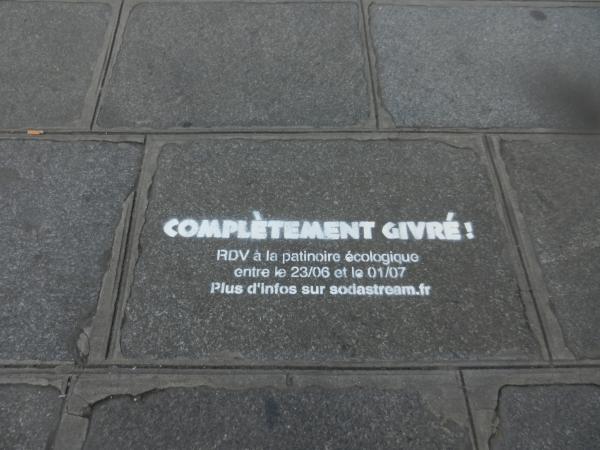 COMPLÈTEMENT GIVRÉ !
RDV à la patinoire écologique
entre le 23/06 et le 01/07
Plus d'infos sur sodastream.fr